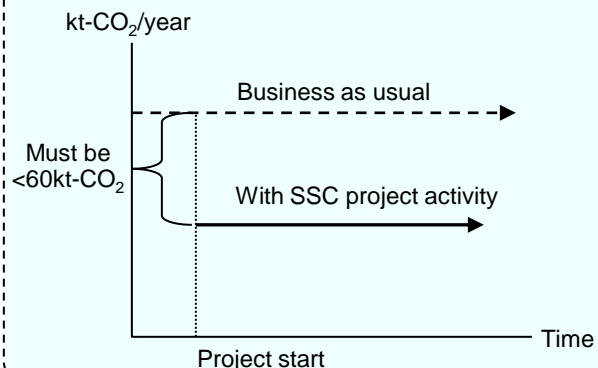 kt-CO₂/year
Business as usual
Must be
<60kt-CO₂
With SSC project activity
Time
Project start